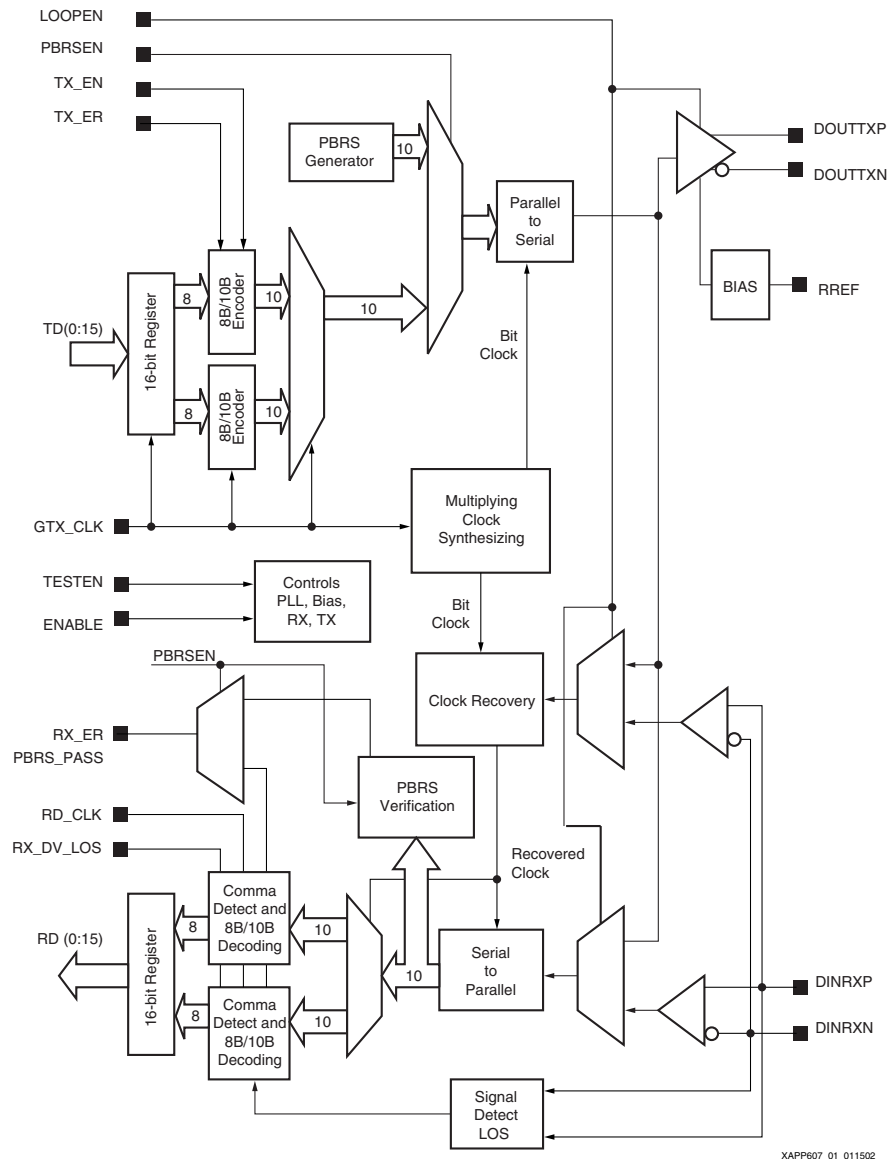 LOOPEN
PBRSEN
TX_EN
TX_ER
PBRS
Generator
10
DOUTTXP
DOUTTXN
Parallel
to
Serial
BIAS
RREF
TD(0:15)
16-bit Register
8
8B/10B
Encoder
10
10
8
8B/10B
Encoder
10
Bit
Clock
GTX_CLK
Multiplying
Clock
Synthesizing
TESTEN
ENABLE
Controls
PLL, Bias,
RX, TX
Bit
Clock
PBRSEN
Clock Recovery
RX_ER
PBRS_PASS
PBRS
Verification
RD_CLK
RX_DV_LOS
Recovered
Clock
RD (0:15)
16-bit Register
8
Comma
Detect and
8B/10B
Decoding
10
10
Serial
to
Parallel
8
Comma
Detect and
8B/10B
Decoding
10
DINRXP
DINRXN
Signal
Detect
LOS
XAPP607_01_011502